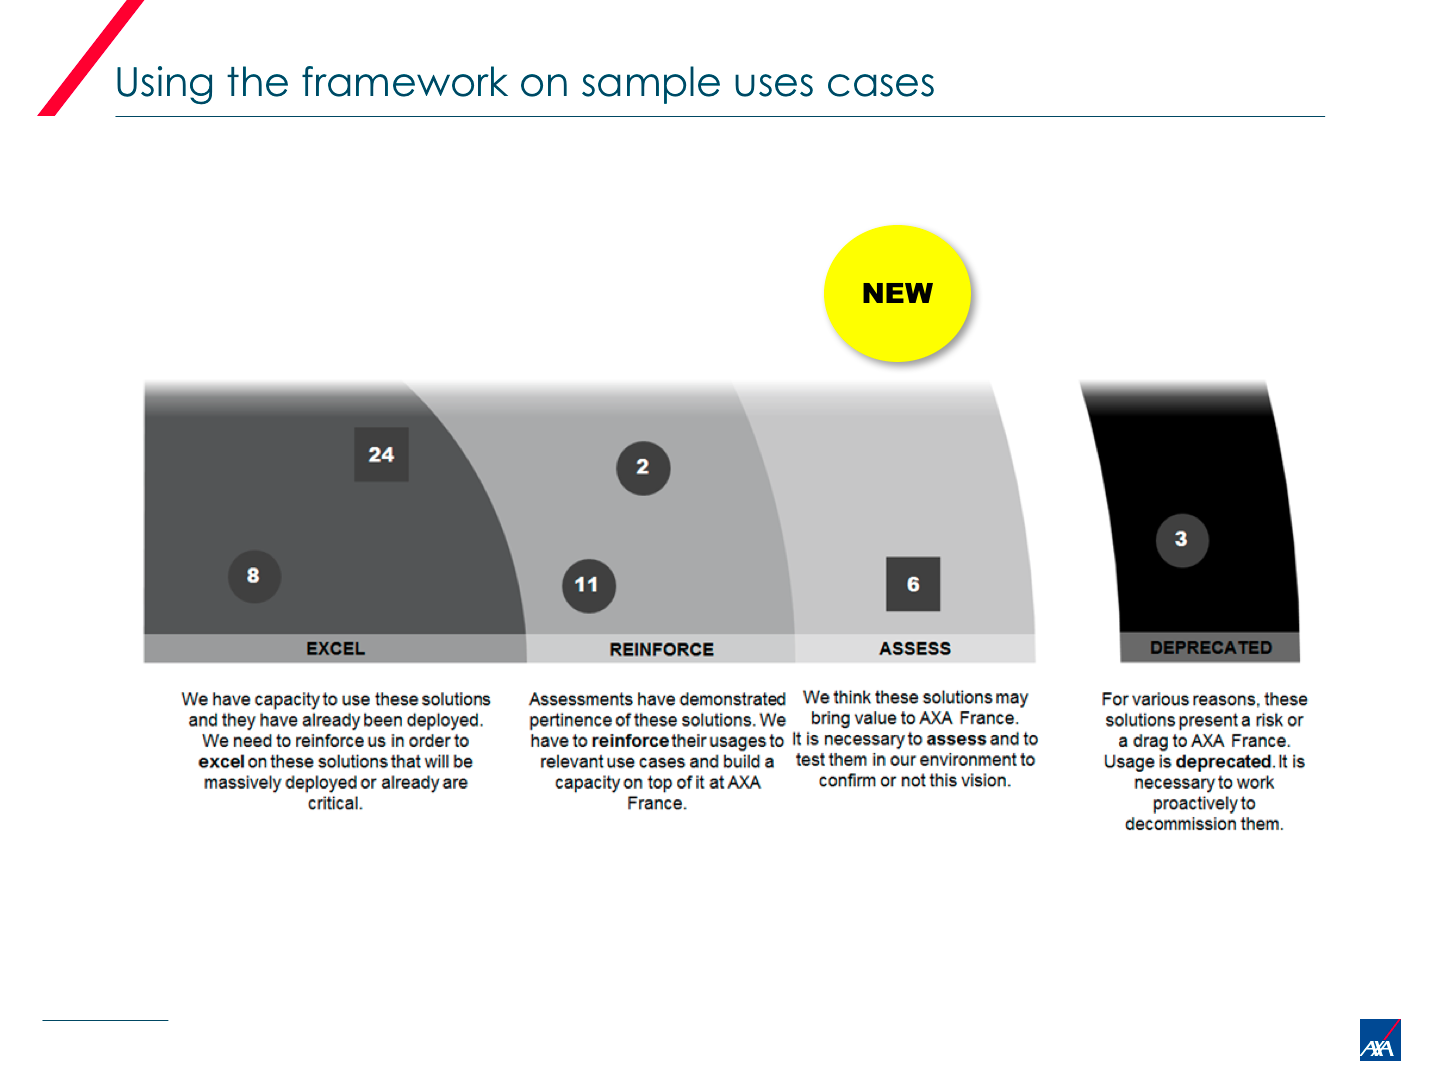 Using the framework on sample uses cases
NEW
24
2
3
8
11
6
EXCEL
REINFORCE
ASSESS
DEPRECATED
We have capacity to use these solutions
and they have already been deployed.
We need to reinforce us in order to
excel on these solutions that will be
massively deployed or already are
critical.
Assessments have demonstrated
pertinence of these solutions. We
have to reinforce their usages to
relevant use cases and build a
capacity on top of it at AXA
France.
We think these solutions may
bring value to AXA France.
It is necessary to assess and to
test them in our environment to
confirm or not this vision.
For various reasons, these
solutions present a risk or
a drag to AXA France.
Usage is deprecated. It is
necessary to work
proactively to
decommission them.
AXA